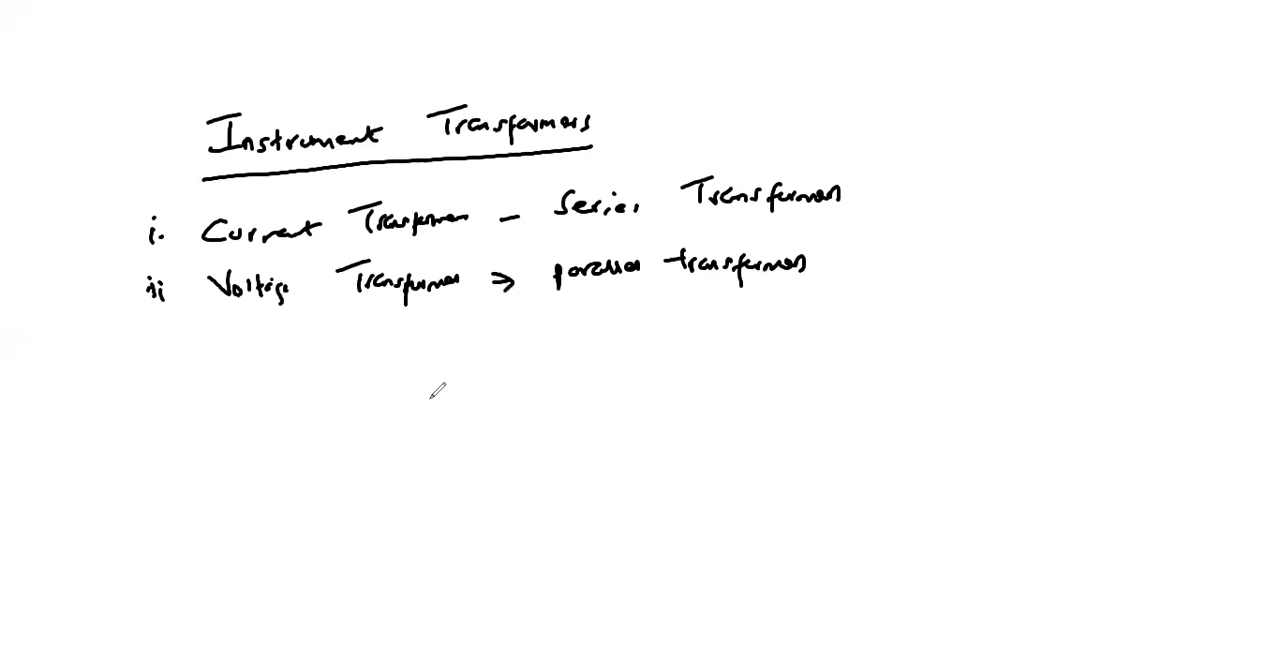 Instrument Transformers
i. Current Transformer - Series Transformer
ii Voltage Transformer ⇒ parallel transformer